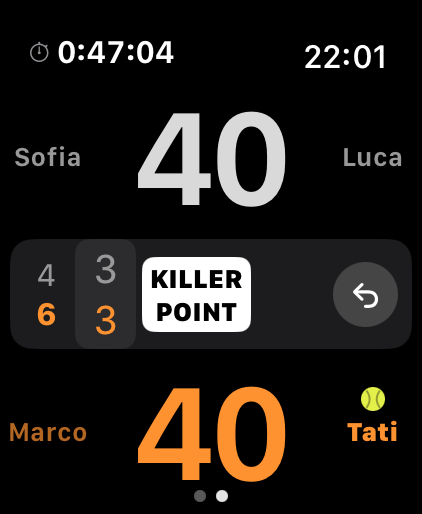 0:47:04 22:01
Sofia 40 Luca
4 3
6 3
KILLER
POINT
Marco 40 Tati